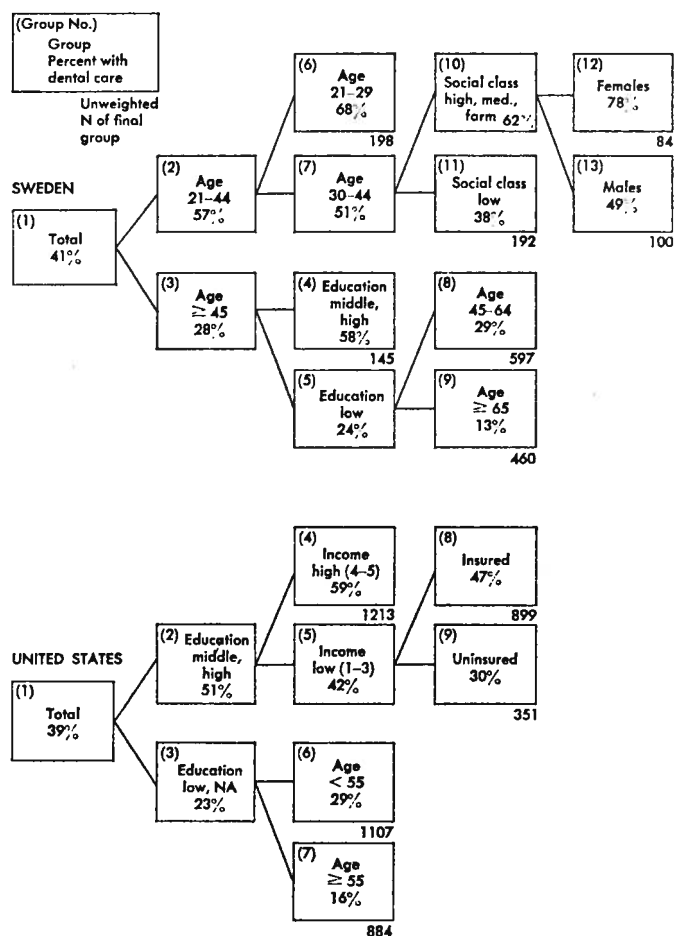 (Group No.)
Group
Percent with
dental care
Unweighted
N of final
group
SWEDEN
(1)
Total
41%
(2)
Age
21–44
57%
(3)
Age
≧ 45
28%
(6)
Age
21–29
68%
198
(7)
Age
30–44
51%
(4) Education
middle,
high
58%
145
(5)
Education
low
24%
(10)
Social class
high, med.,
farm 62%
(11)
Social class
low
38%
192
(8)
Age
45–64
29%
597
(9)
Age
≧ 65
13%
460
(12)
Females
78%
84
(13)
Males
49%
100
UNITED STATES
(1)
Total
39%
(2) Education
middle,
high
51%
(3)
Education
low, NA
23%
(4)
Income
high (4–5)
59%
1213
(5)
Income
low (1–3)
42%
(6)
Age
< 55
29%
1107
(7)
Age
≧ 55
16%
884
(8)
Insured
47%
899
(9)
Uninsured
30%
351